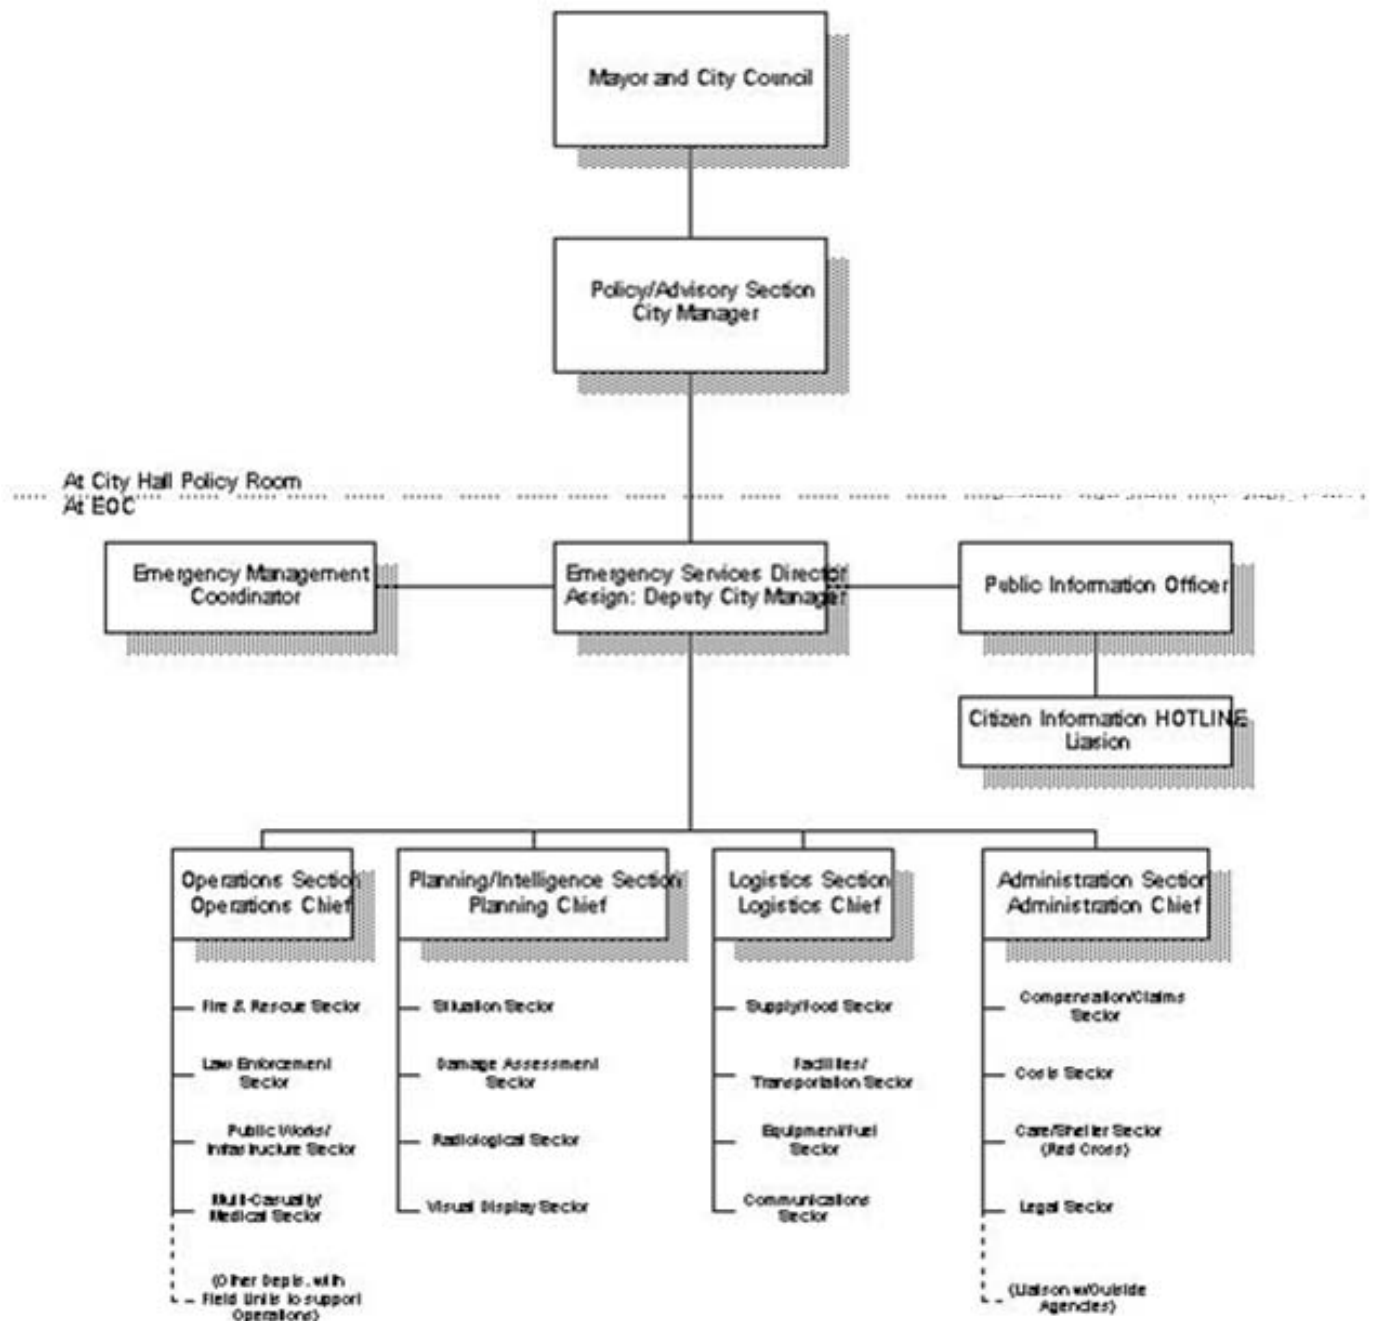 Mayor and City Council
Policy/Advisory Section
City Manager
At City Hall Policy Room
At EOC
Emergency Management
Coordinator
Emergency Services Director
Assign: Deputy City Manager
Public Information Officer
Citizen Information HOTLINE
Liasion
Operations Section
Operations Chief
Planning/Intelligence Section
Planning Chief
Logistics Section
Logistics Chief
Administration Section
Administration Chief
Fire & Rescue Sector
Law Enforcement
Sector
Public Works/
Infrastructure Sector
Multi-Casualty/
Medical Sector
(Other Depts. with
Field Units to support
Operations)
Situation Sector
Damage Assessment
Sector
Radiological Sector
Visual Display Sector
Supply/Food Sector
Facilities/
Transportation Sector
Equipment/Fuel
Sector
Communications
Sector
Compensation/Claims
Sector
Costs Sector
Care/Shelter Sector
(Red Cross)
Legal Sector
(Liaison w/Outside
Agencies)